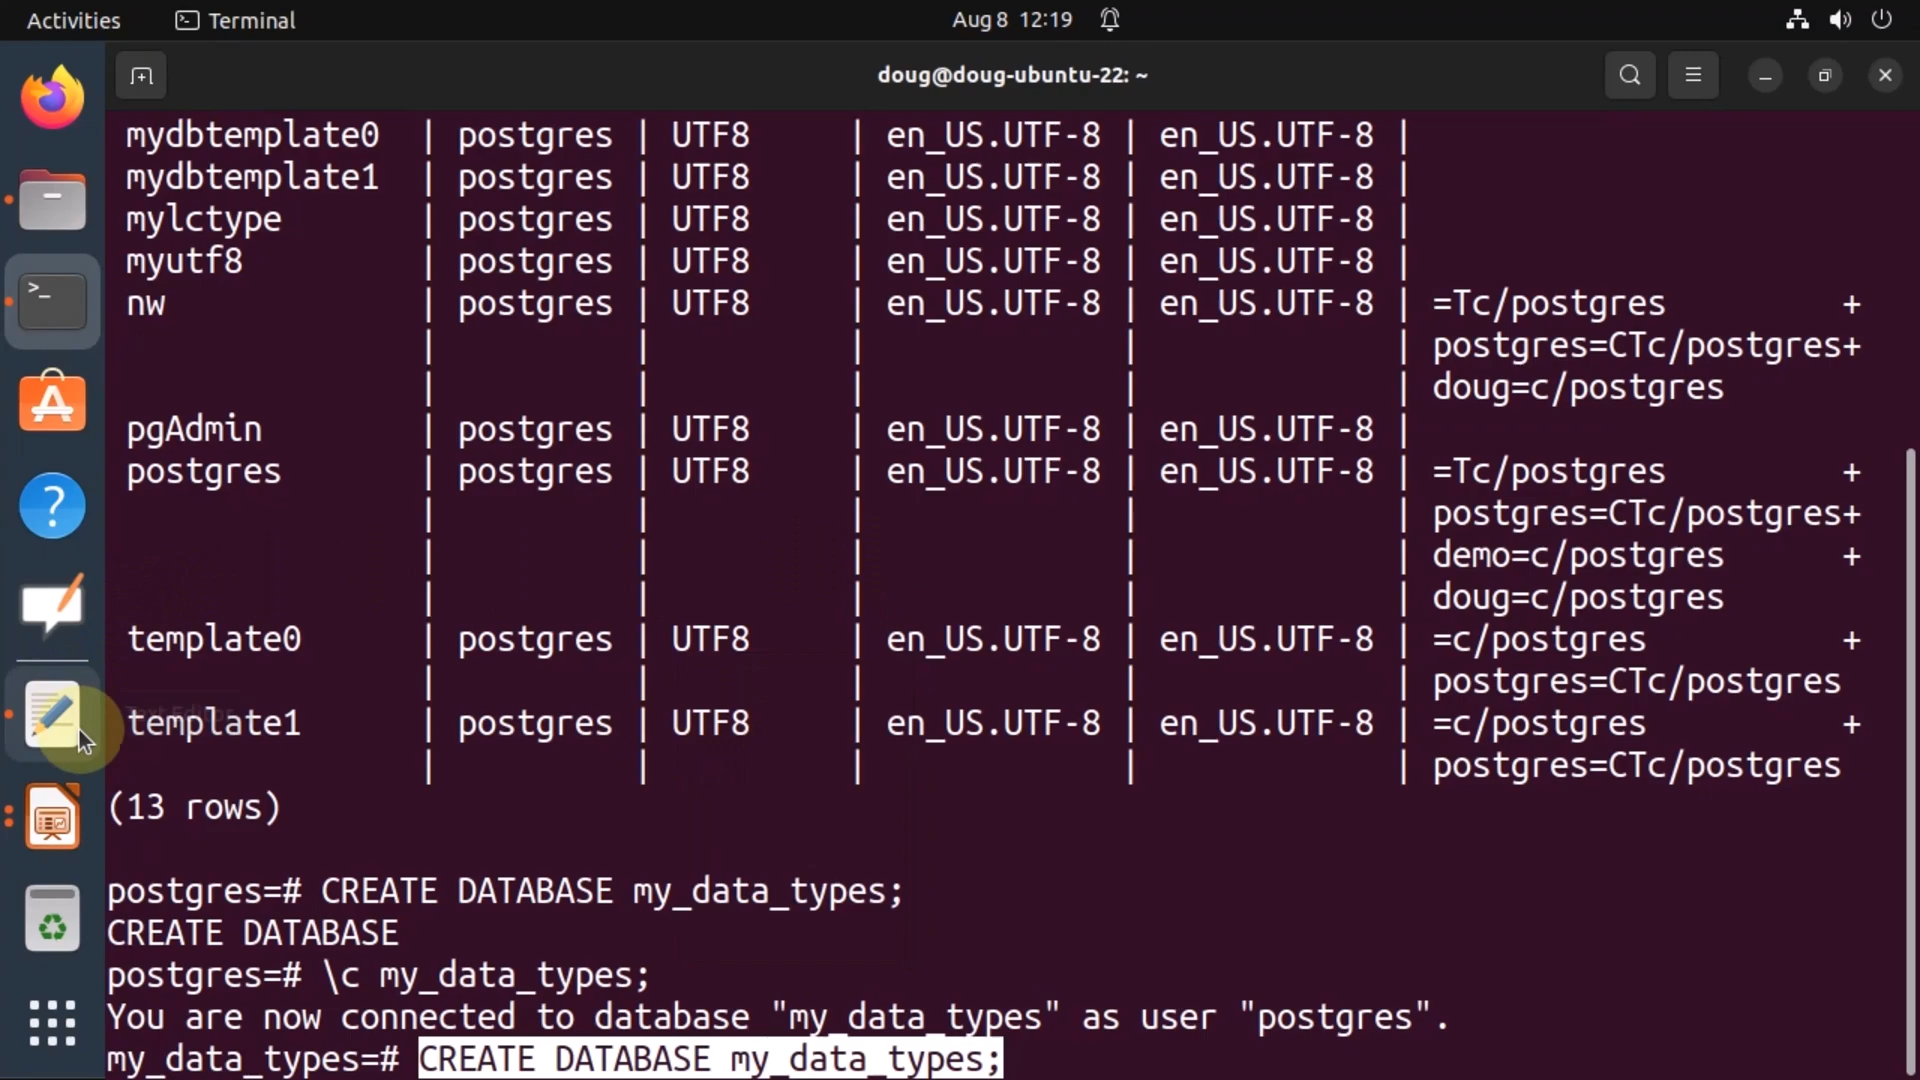 Activities Terminal Aug 8 12:19
doug@doug-ubuntu-22: ~
mydbtemplate0 | postgres | UTF8 | en_US.UTF-8 | en_US.UTF-8 |
mydbtemplate1 | postgres | UTF8 | en_US.UTF-8 | en_US.UTF-8 |
mylctype | postgres | UTF8 | en_US.UTF-8 | en_US.UTF-8 |
myutf8 | postgres | UTF8 | en_US.UTF-8 | en_US.UTF-8 |
nw | postgres | UTF8 | en_US.UTF-8 | en_US.UTF-8 | =Tc/postgres +
| | | | | postgres=CTc/postgres+
| | | | | doug=c/postgres
pgAdmin | postgres | UTF8 | en_US.UTF-8 | en_US.UTF-8 |
postgres | postgres | UTF8 | en_US.UTF-8 | en_US.UTF-8 | =Tc/postgres +
| | | | | postgres=CTc/postgres+
| | | | | demo=c/postgres +
| | | | | doug=c/postgres
template0 | postgres | UTF8 | en_US.UTF-8 | en_US.UTF-8 | =c/postgres +
| | | | | postgres=CTc/postgres
Text Editor
template1 | postgres | UTF8 | en_US.UTF-8 | en_US.UTF-8 | =c/postgres +
| | | | | postgres=CTc/postgres
(13 rows)
postgres=# CREATE DATABASE my_data_types;
CREATE DATABASE
postgres=# \c my_data_types;
You are now connected to database "my_data_types" as user "postgres".
my_data_types=# CREATE DATABASE my_data_types;